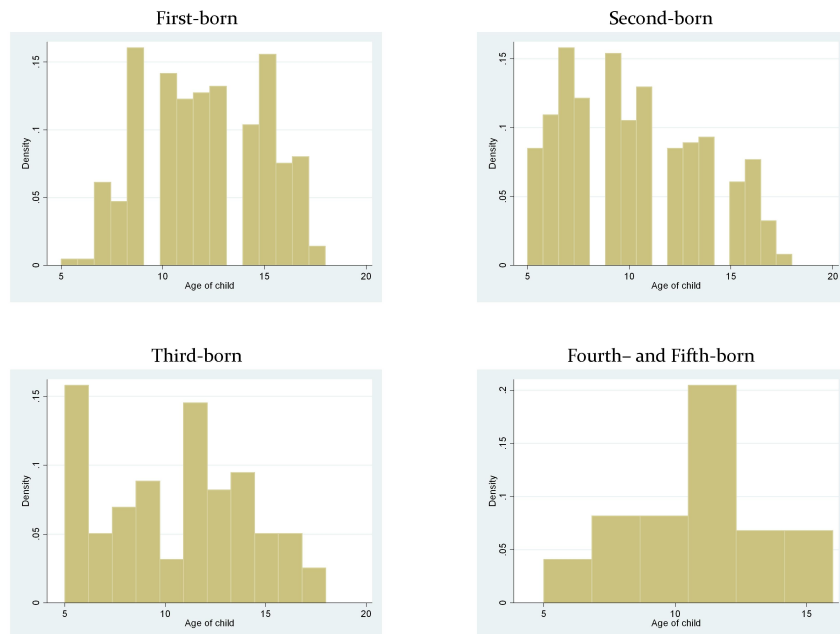 First-born
Second-born
Density
0 .05 .1 .15
5 10 15 20
Age of child
Density
0 .05 .1 .15
5 10 15 20
Age of child
Third-born
Fourth– and Fifth-born
Density
0 .05 .1 .15
5 10 15 20
Age of child
Density
0 .05 .1 .15 .2
5 10 15
Age of child